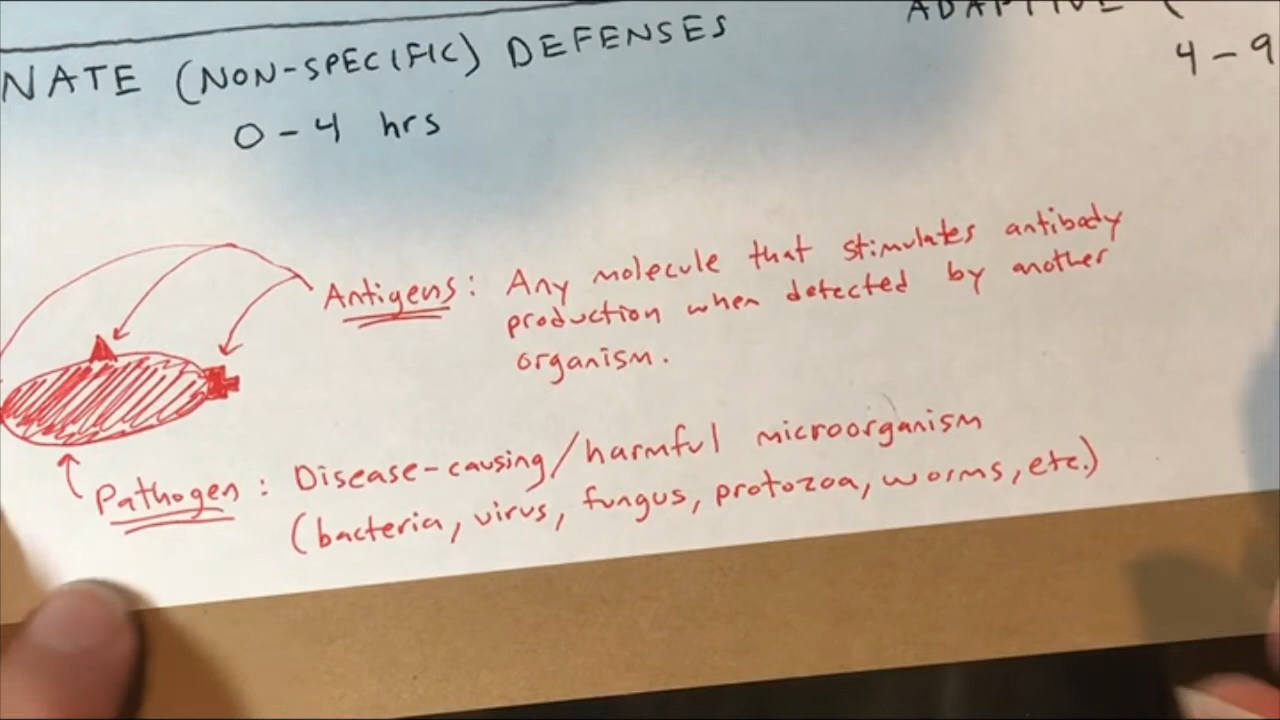 NATE (NON-SPECIFIC) DEFENSES
0-4 hrs
ADAPTIVE (
4-9
Antigens: Any molecule that stimulates antibody
production when detected by another
organism.
Pathogen: Disease-causing/harmful microorganism
(bacteria, virus, fungus, protozoa, worms, etc.)